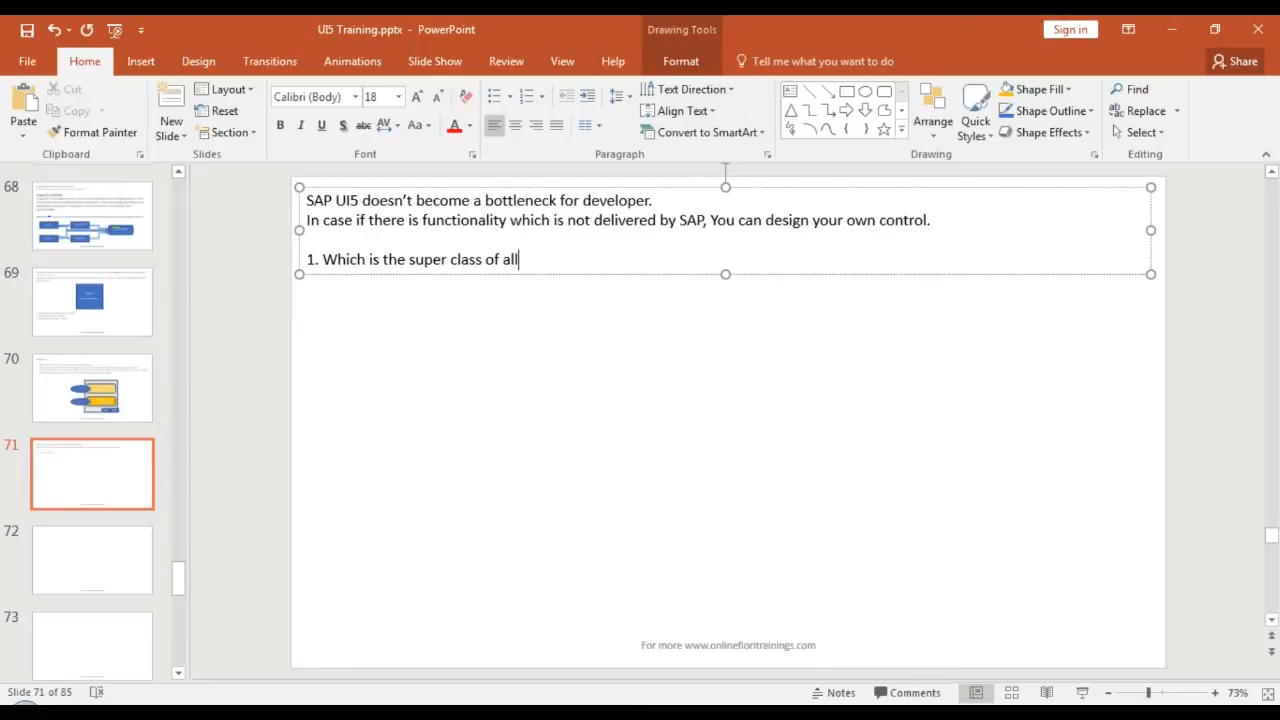 UI5 Training.pptx - PowerPoint
Drawing Tools
Sign in
File Home Insert Design Transitions Animations Slide Show Review View Help Format Tell me what you want to do Share
Paste
Cut
Copy
Format Painter
Clipboard
New Slide
Layout
Reset
Section
Slides
Calibri (Body) 18
B I U S abc AV Aa A
Font
Paragraph
Text Direction
Align Text
Convert to SmartArt
Arrange
Quick Styles
Shape Fill
Shape Outline
Shape Effects
Drawing
Find
Replace
Select
Editing
68
69
70
71
72
73
SAP UI5 doesn’t become a bottleneck for developer.
In case if there is functionality which is not delivered by SAP, You can design your own control.
1. Which is the super class of all
For more www.onlinefioritrainings.com
Slide 71 of 85
Notes
Comments
73%